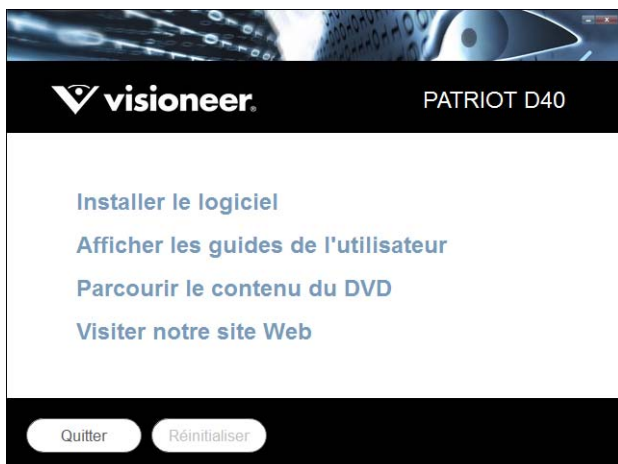 visioneer.
PATRIOT D40
Installer le logiciel
Afficher les guides de l'utilisateur
Parcourir le contenu du DVD
Visiter notre site Web
Quitter
Réinitialiser